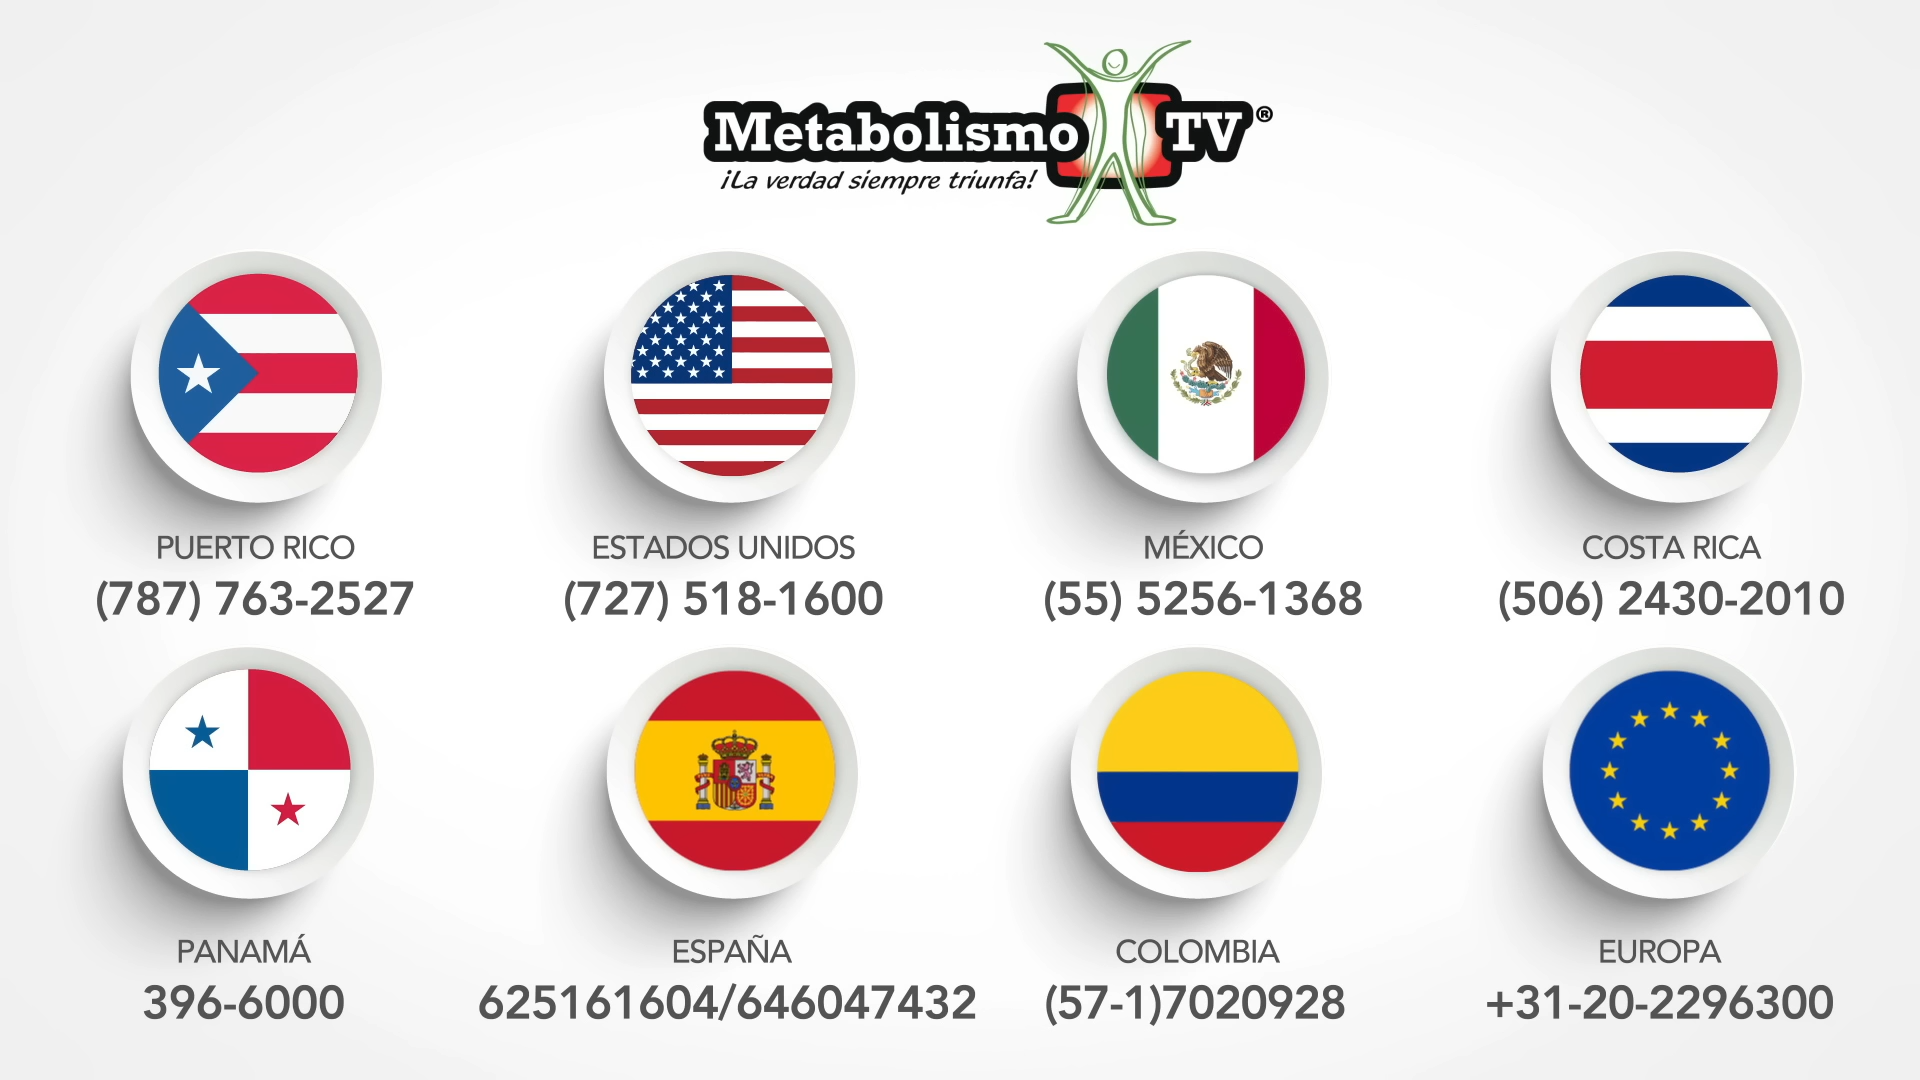 Metabolismo TV®
¡La verdad siempre triunfa!
PUERTO RICO
(787) 763-2527
ESTADOS UNIDOS
(727) 518-1600
MÉXICO
(55) 5256-1368
COSTA RICA
(506) 2430-2010
PANAMÁ
396-6000
ESPAÑA
625161604/646047432
COLOMBIA
(57-1)7020928
EUROPA
+31-20-2296300